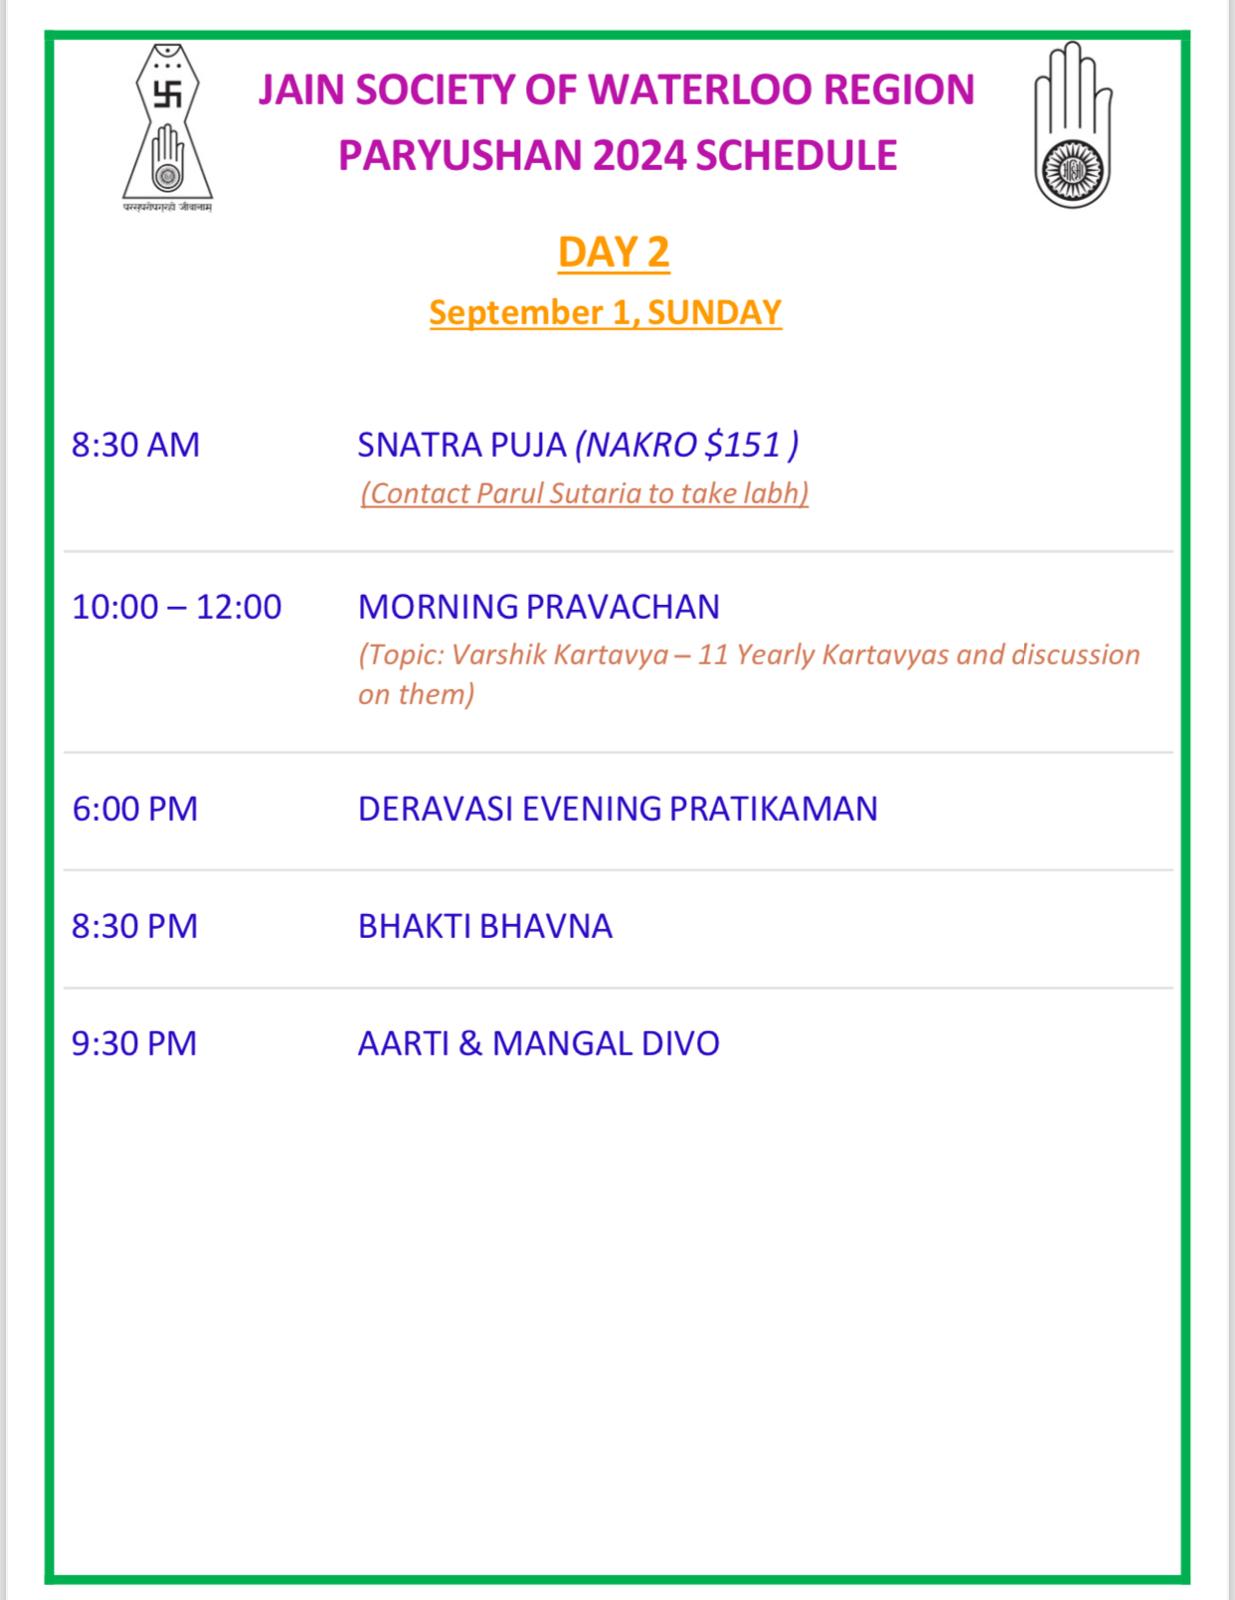 JAIN SOCIETY OF WATERLOO REGION
PARYUSHAN 2024 SCHEDULE
परस्परोपग्रहो जीवानाम्
DAY 2
September 1, SUNDAY
8:30 AM SNATRA PUJA (NAKRO $151 )
(Contact Parul Sutaria to take labh)
10:00 – 12:00 MORNING PRAVACHAN
(Topic: Varshik Kartavya – 11 Yearly Kartavyas and discussion
on them)
6:00 PM DERAVASI EVENING PRATIKAMAN
8:30 PM BHAKTI BHAVNA
9:30 PM AARTI & MANGAL DIVO